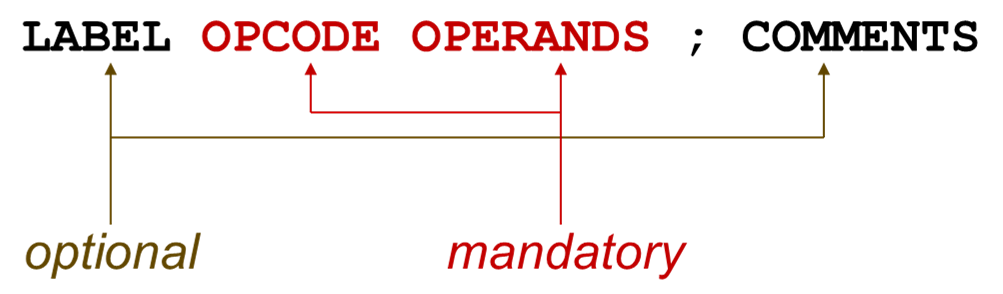 LABEL OPCODE OPERANDS ; COMMENTS
optional mandatory